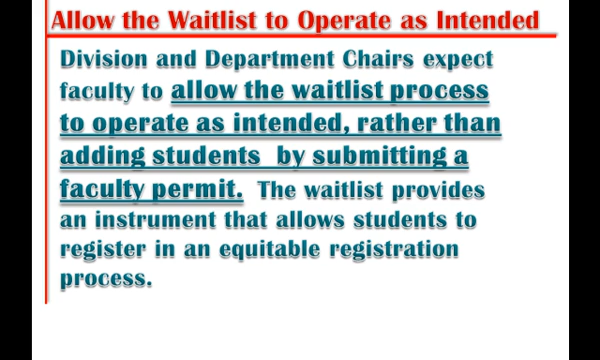 Allow the Waitlist to Operate as Intended
Division and Department Chairs expect
faculty to allow the waitlist process
to operate as intended, rather than
adding students  by submitting a
faculty permit.  The waitlist provides
an instrument that allows students to
register in an equitable registration
process.